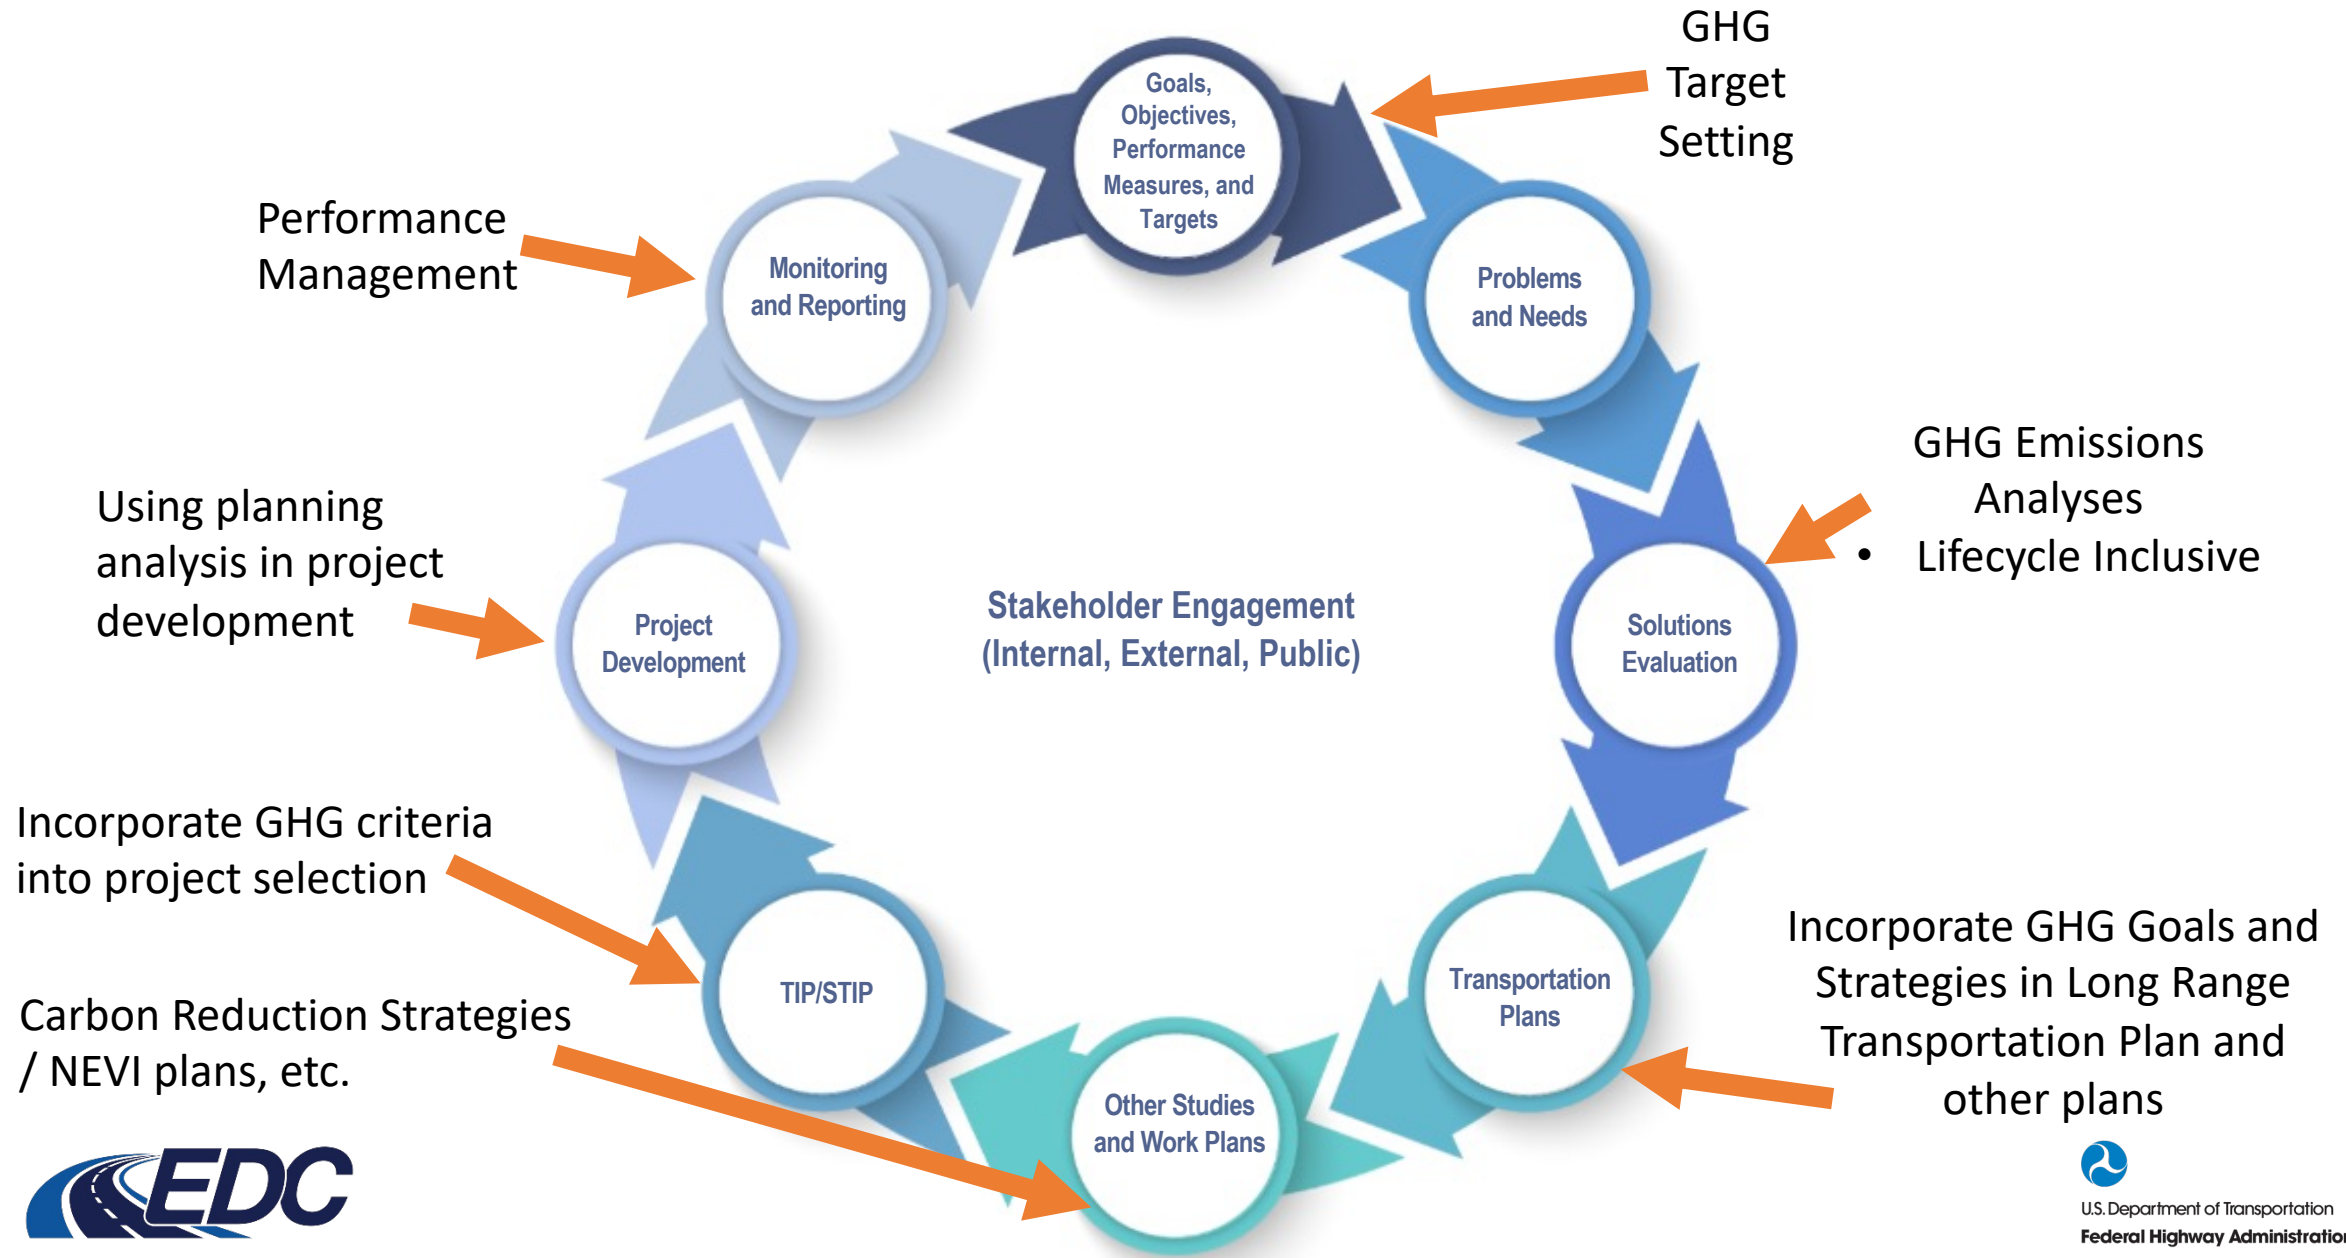 GHG
Target
Setting
Goals,
Objectives,
Performance
Measures, and
Targets
Performance
Management
Monitoring
and Reporting
Problems
and Needs
GHG Emissions
Analyses
• Lifecycle Inclusive
Using planning
analysis in project
development
Project
Development
Stakeholder Engagement
(Internal, External, Public)
Solutions
Evaluation
Incorporate GHG criteria
into project selection
TIP/STIP
Transportation
Plans
Incorporate GHG Goals and
Strategies in Long Range
Transportation Plan and
other plans
Carbon Reduction Strategies
/ NEVI plans, etc.
Other Studies
and Work Plans
EDC
U.S. Department of Transportation
Federal Highway Administration